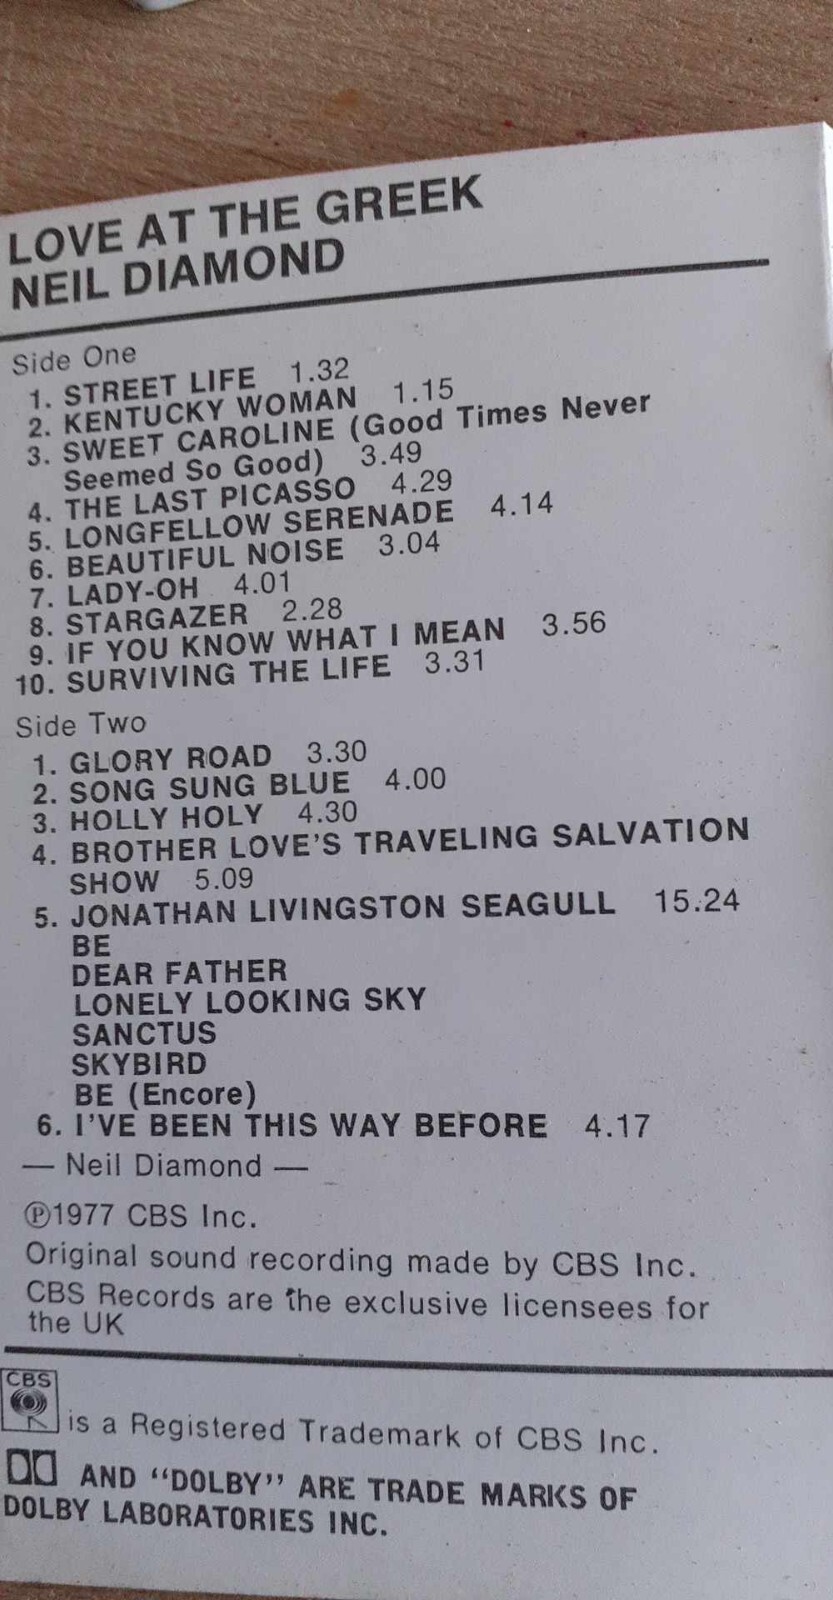 LOVE AT THE GREEK
NEIL DIAMOND
Side One
1. STREET LIFE 1.32
2. KENTUCKY WOMAN 1.15
3. SWEET CAROLINE (Good Times Never
Seemed So Good) 3.49
4. THE LAST PICASSO 4.29
5. LONGFELLOW SERENADE 4.14
6. BEAUTIFUL NOISE 3.04
7. LADY-OH 4.01
8. STARGAZER 2.28
9. IF YOU KNOW WHAT I MEAN 3.56
10. SURVIVING THE LIFE 3.31
Side Two
1. GLORY ROAD 3.30
2. SONG SUNG BLUE 4.00
3. HOLLY HOLY 4.30
4. BROTHER LOVE'S TRAVELING SALVATION
SHOW 5.09
5. JONATHAN LIVINGSTON SEAGULL 15.24
BE
DEAR FATHER
LONELY LOOKING SKY
SANCTUS
SKYBIRD
BE (Encore)
6. I'VE BEEN THIS WAY BEFORE 4.17
— Neil Diamond —
℗1977 CBS Inc.
Original sound recording made by CBS Inc.
CBS Records are the exclusive licensees for
the UK
CBS
is a Registered Trademark of CBS Inc.
AND "DOLBY" ARE TRADE MARKS OF
DOLBY LABORATORIES INC.